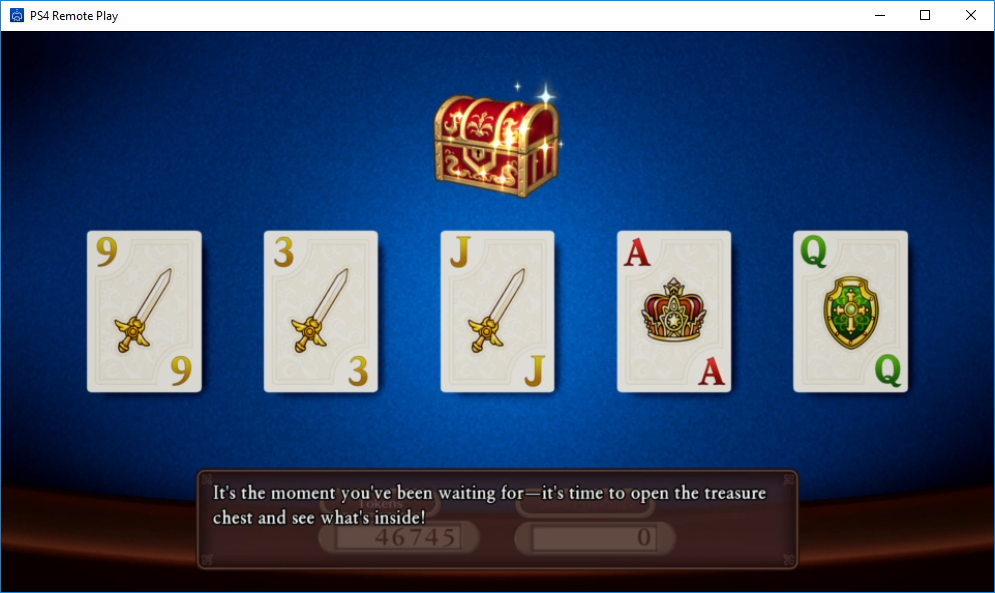 PS4 Remote Play
9 3 J A Q
9 3 J A Q
It's the moment you've been waiting for—it's time to open the treasure
chest and see what's inside!
Tokens
46745 0